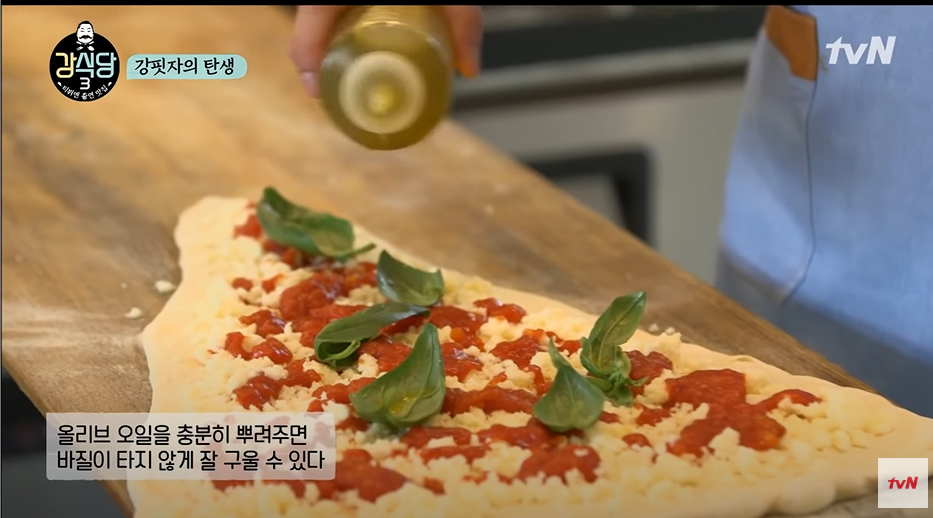 강식당
3
강핏자의 탄생
tvN
올리브 오일을 충분히 뿌려주면
바질이 타지 않게 잘 구울 수 있다
tvN